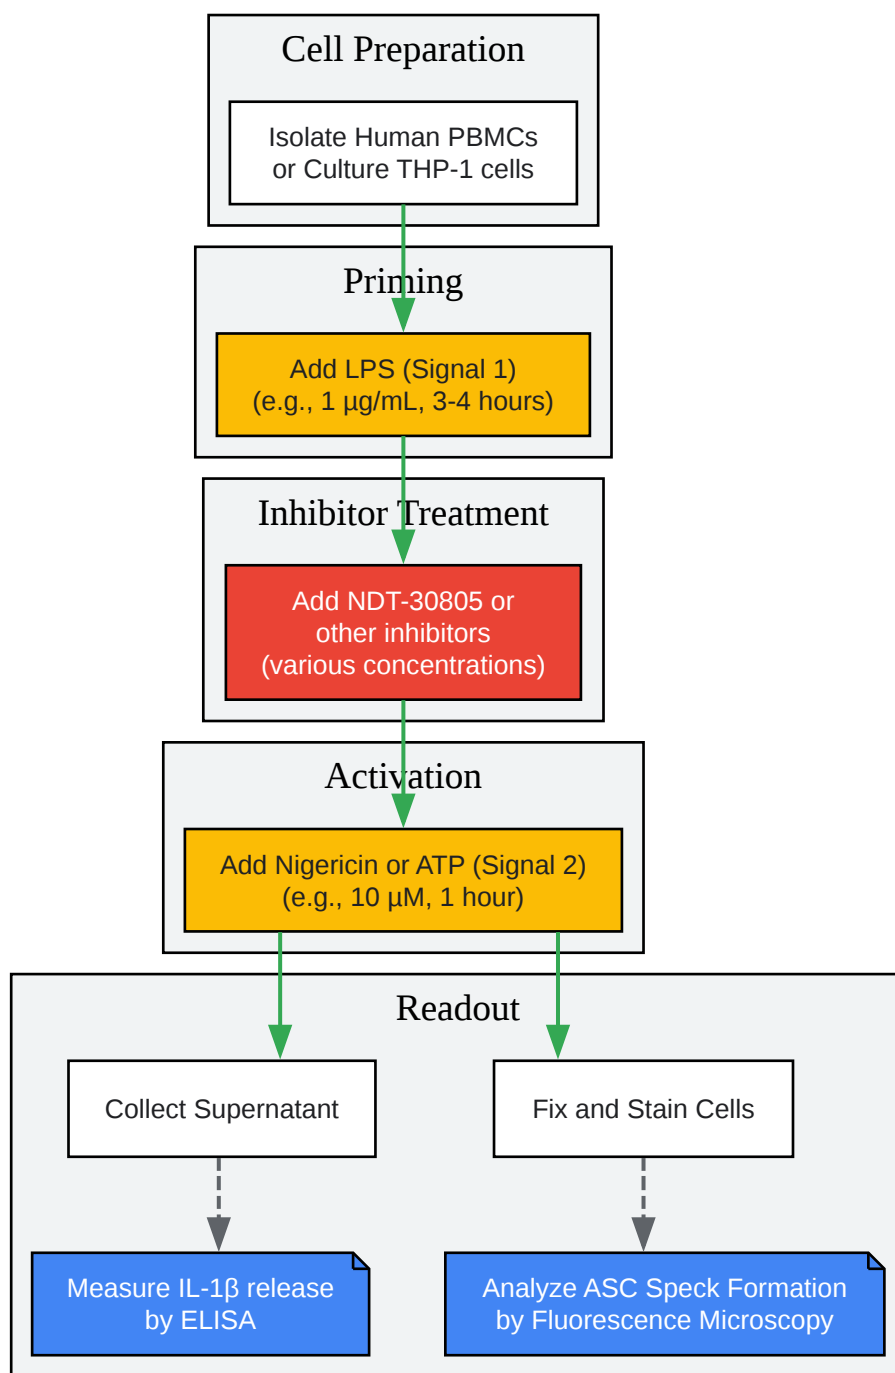 Cell Preparation
Isolate Human PBMCs
or Culture THP-1 cells
Priming
Add LPS (Signal 1)
(e.g., 1 µg/mL, 3-4 hours)
Inhibitor Treatment
Add NDT-30805 or
other inhibitors
(various concentrations)
Activation
Add Nigericin or ATP (Signal 2)
(e.g., 10 µM, 1 hour)
Readout
Collect Supernatant
Fix and Stain Cells
Measure IL-1β release
by ELISA
Analyze ASC Speck Formation
by Fluorescence Microscopy